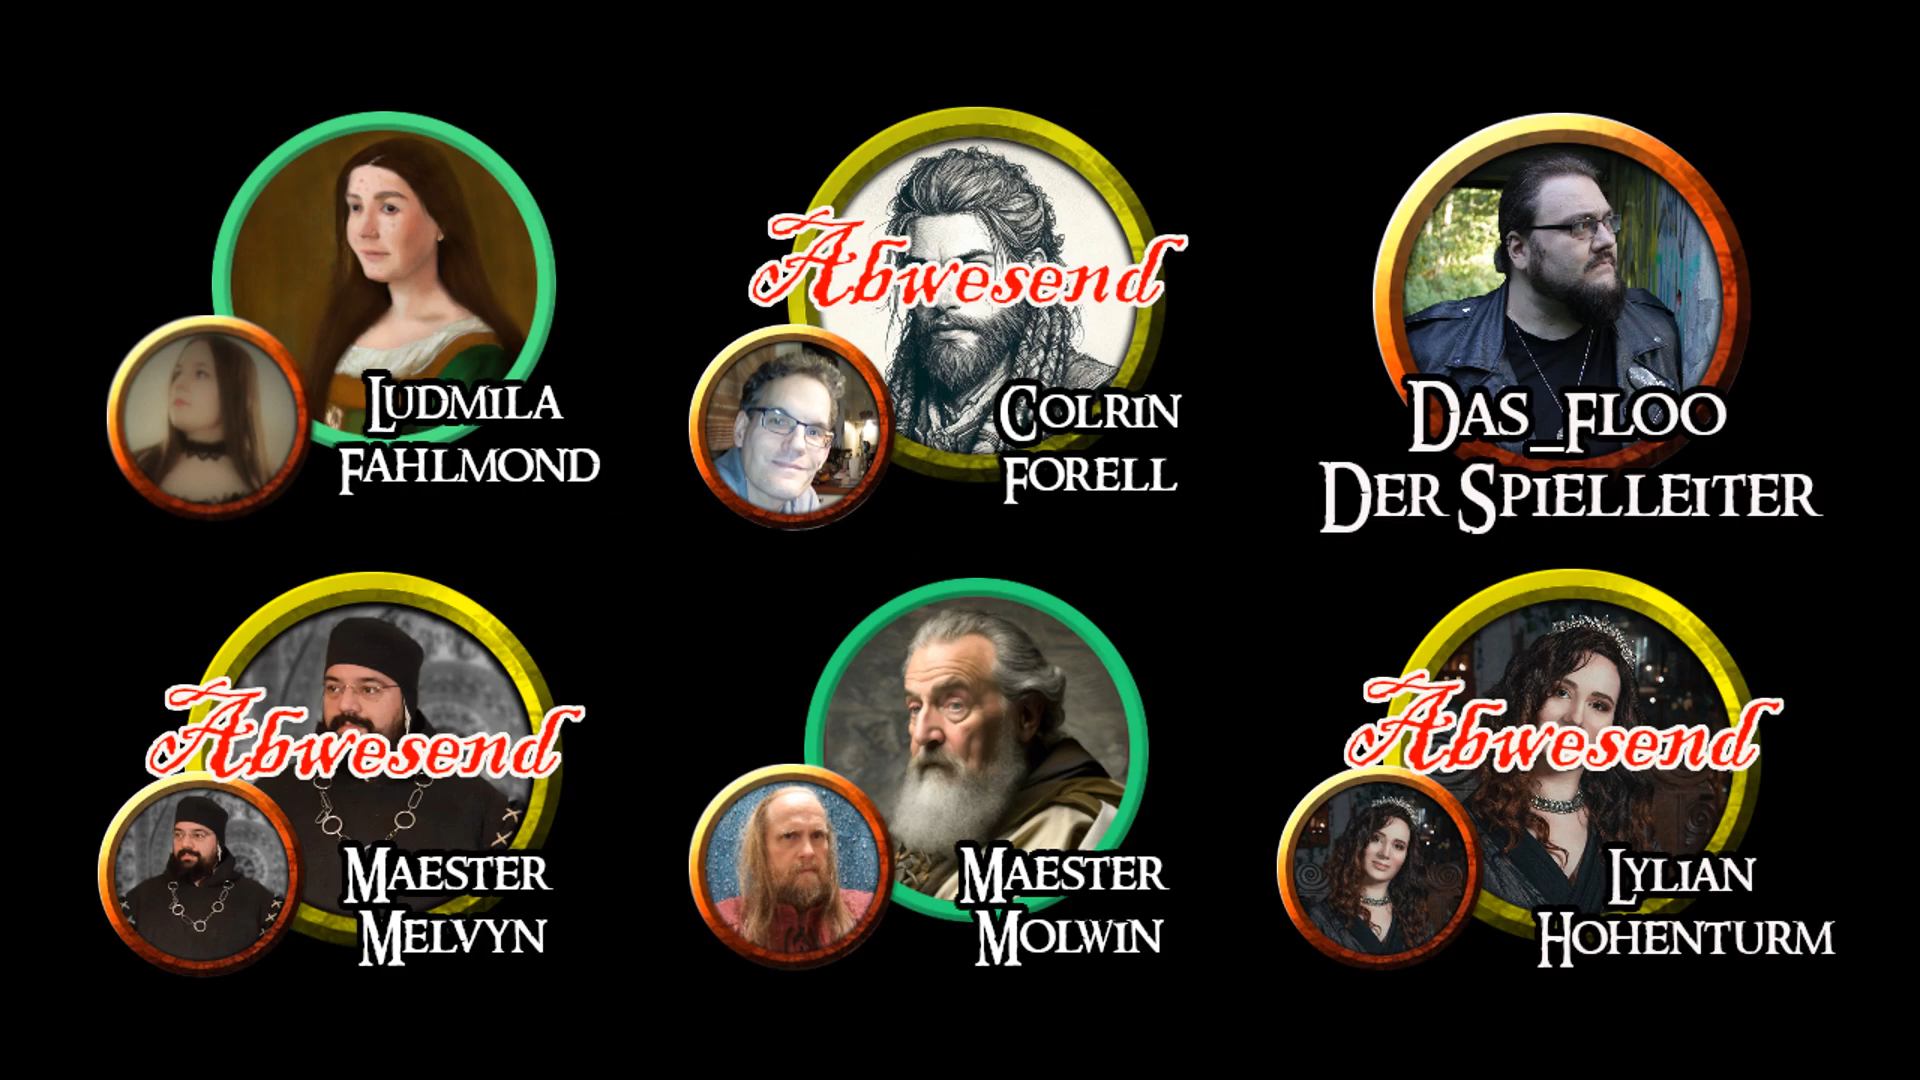 Ludmila
Fahlmond
Abwesend
Colrin
Forell
Das_Floo
Der Spielleiter
Abwesend
Maester
Melvyn
Maester
Molwin
Abwesend
Lylian
Hohenturm